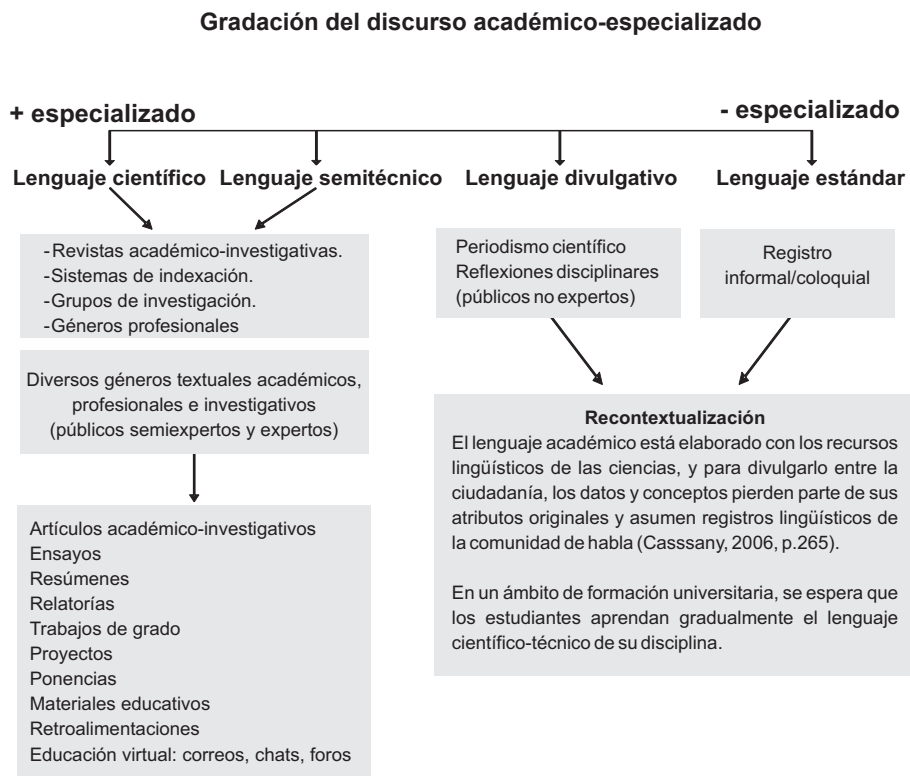 Gradación del discurso académico-especializado
+ especializado
- especializado
Lenguaje científico
Lenguaje semitécnico
Lenguaje divulgativo
Lenguaje estándar
-Revistas académico-investigativas.
-Sistemas de indexación.
-Grupos de investigación.
-Géneros profesionales
Diversos géneros textuales académicos,
profesionales e investigativos
(públicos semiexpertos y expertos)
Artículos académico-investigativos
Ensayos
Resúmenes
Relatorías
Trabajos de grado
Proyectos
Ponencias
Materiales educativos
Retroalimentaciones
Educación virtual: correos, chats, foros
Periodismo científico
Reflexiones disciplinares
(públicos no expertos)
Registro
informal/coloquial
Recontextualización
El lenguaje académico está elaborado con los recursos
lingüísticos de las ciencias, y para divulgarlo entre la
ciudadanía, los datos y conceptos pierden parte de sus
atributos originales y asumen registros lingüísticos de
la comunidad de habla (Casssany, 2006, p.265).
En un ámbito de formación universitaria, se espera que
los estudiantes aprendan gradualmente el lenguaje
científico-técnico de su disciplina.